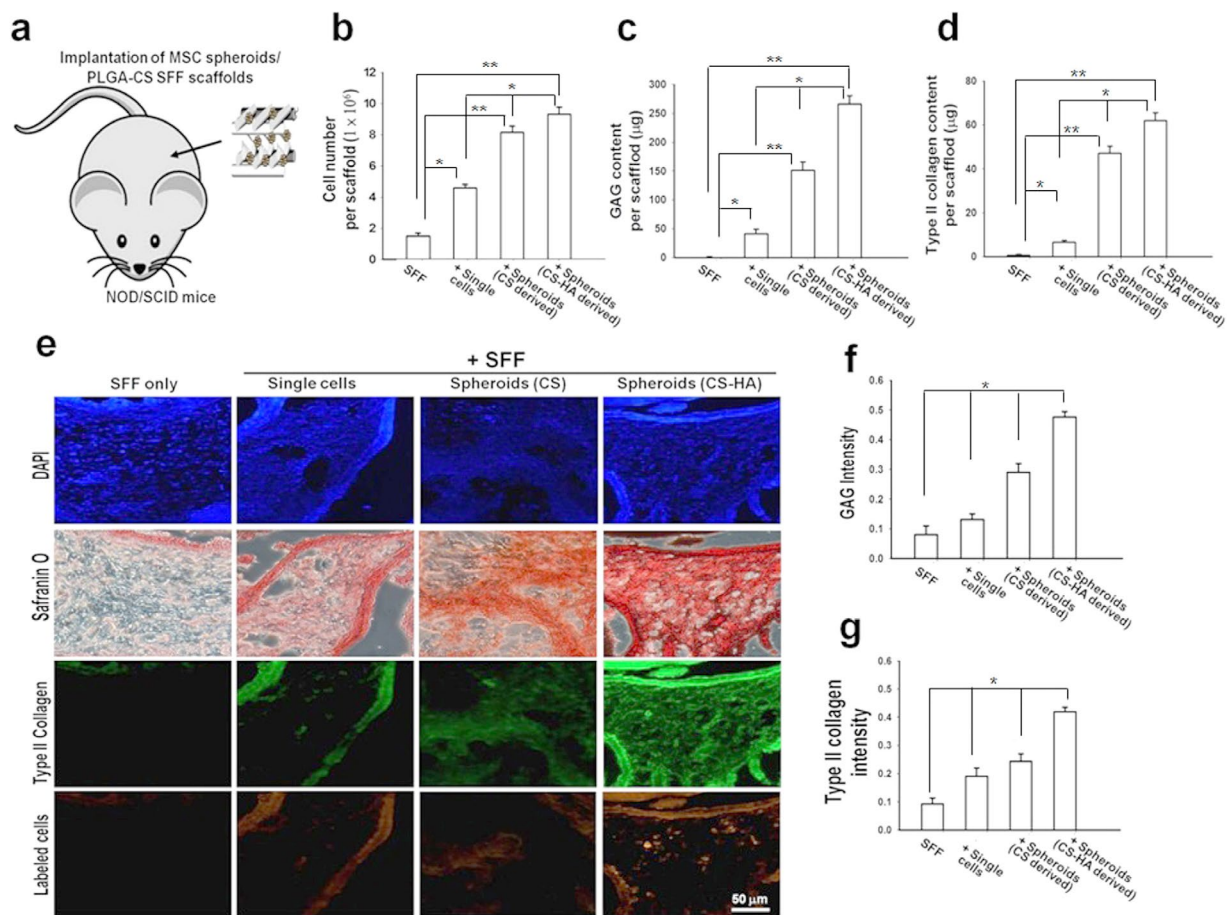 a
Implantation of MSC spheroids/
PLGA-CS SFF scaffolds
NOD/SCID mice
b
Cell number
per scaffold (1 × 10⁶)
12
10
8
6
4
2
0
**
*
**
*
SFF
+ Single
cells
+ Spheroids
(CS derived)
+ Spheroids
(CS-HA derived)
c
GAG content
per scafflod (μg)
300
250
200
150
100
50
0
**
*
**
*
SFF
+ Single
cells
+ Spheroids
(CS derived)
+ Spheroids
(CS-HA derived)
d
Type II collagen content
per scafflod (μg)
80
60
40
20
0
**
*
**
*
SFF
+ Single
cells
+ Spheroids
(CS derived)
+ Spheroids
(CS-HA derived)
e
+ SFF
SFF only
Single cells
Spheroids (CS)
Spheroids (CS-HA)
DAPI
Safranin O
Type II Collagen
Labeled cells
50 μm
f
GAG Intensity
0.6
0.5
0.4
0.3
0.2
0.1
0.0
*
SFF
+ Single
cells
+ Spheroids
(CS derived)
+ Spheroids
(CS-HA derived)
g
Type II collagen
intensity
0.6
0.5
0.4
0.3
0.2
0.1
0.0
*
SFF
+ Single
cells
+ Spheroids
(CS derived)
+ Spheroids
(CS-HA derived)